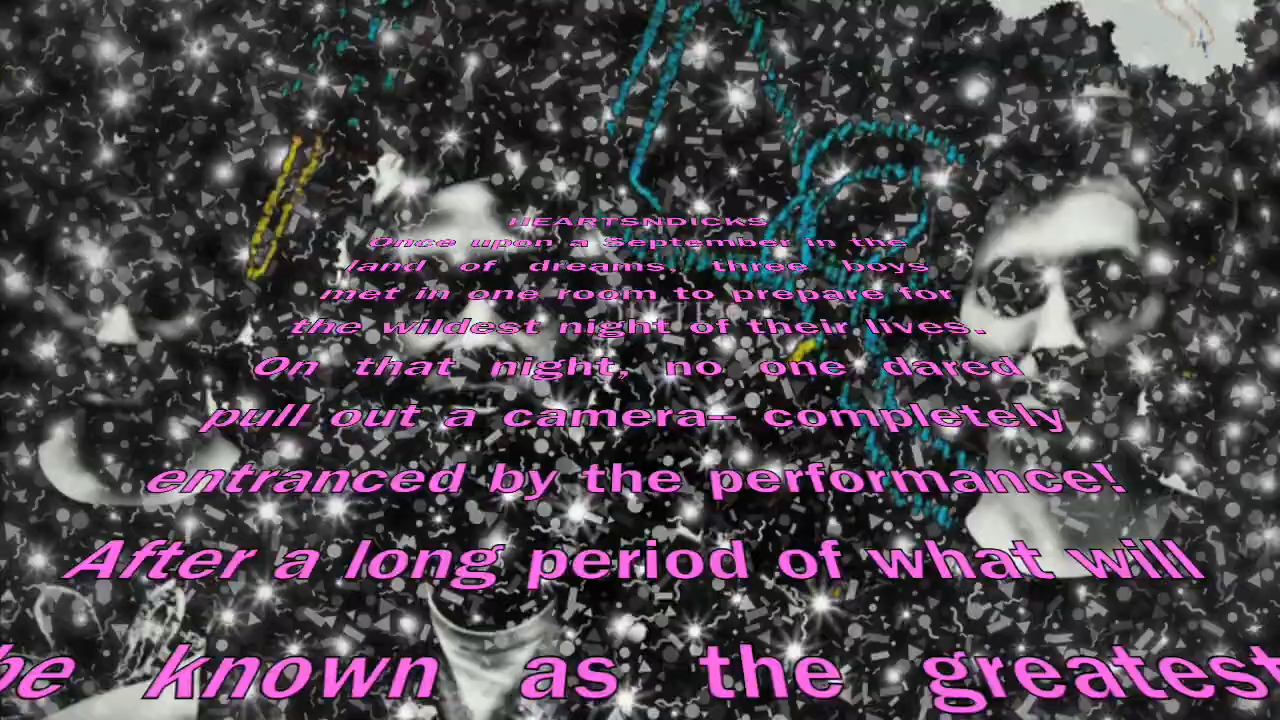 HEARTSNDICKS
Once upon a September in the
land of dreams, three boys
met in one room to prepare for
the wildest night of their lives.
On that night, no one dared
pull out a camera-- completely
entranced by the performance!
After a long period of what will
be known as the greatest